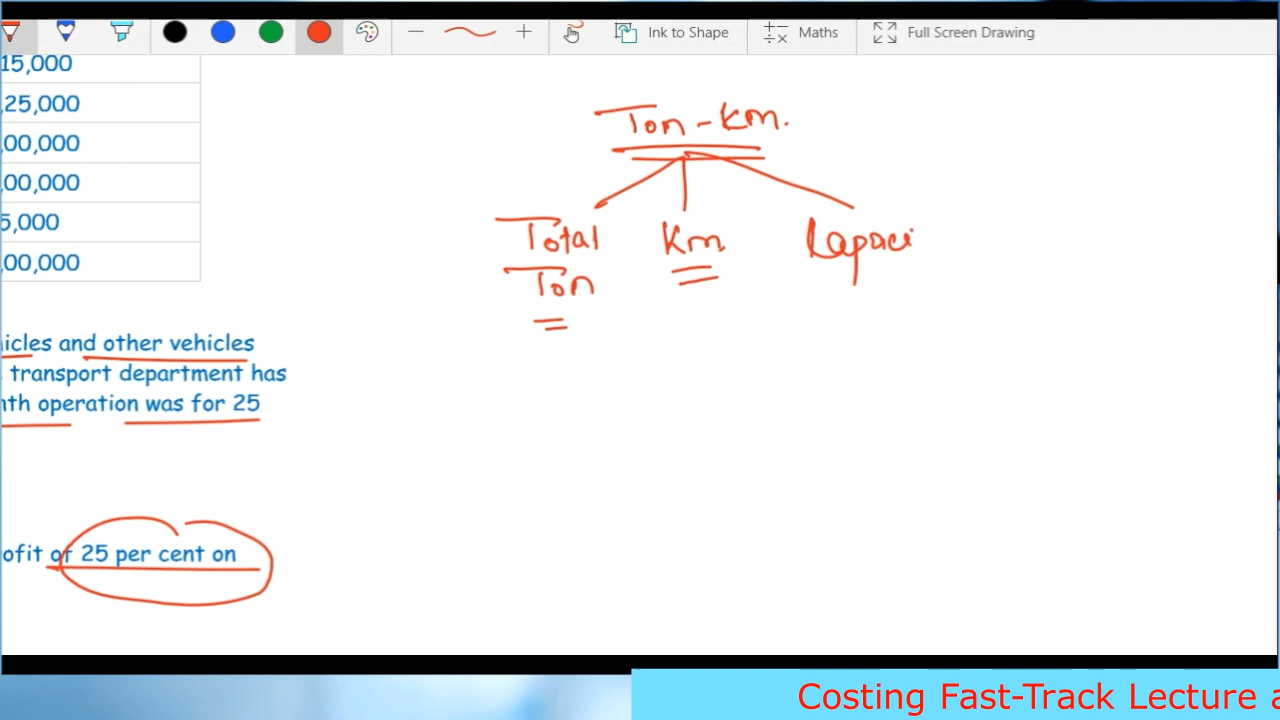 Ink to Shape Maths Full Screen Drawing
15,000
,25,000
,00,000
,00,000
5,000
,00,000
Ton-Km.
Total Km. Capaci
Ton
icles and other vehicles
transport department has
nth operation was for 25
ofit of 25 per cent on
Costing Fast-Track Lecture a